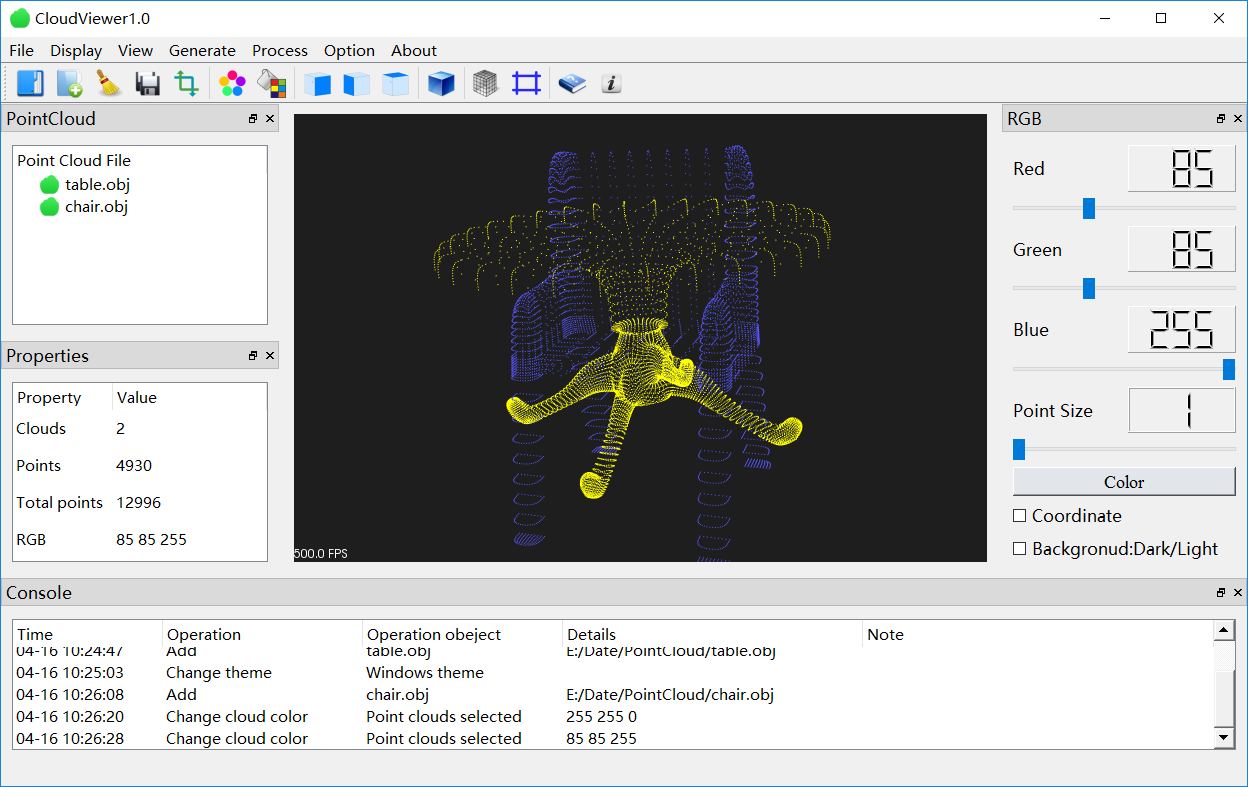 CloudViewer1.0
File Display View Generate Process Option About
PointCloud
Point Cloud File
table.obj
chair.obj
Properties
Property Value
Clouds 2
Points 4930
Total points 12996
RGB 85 85 255
500.0 FPS
RGB
Red 85
Green 85
Blue 255
Point Size 1
Color
Coordinate
Backgronud:Dark/Light
Console
Time Operation Operation obeject Details Note
04-16 10:24:47 Add table.obj E:/Date/PointCloud/table.obj
04-16 10:25:03 Change theme Windows theme
04-16 10:26:08 Add chair.obj E:/Date/PointCloud/chair.obj
04-16 10:26:20 Change cloud color Point clouds selected 255 255 0
04-16 10:26:28 Change cloud color Point clouds selected 85 85 255